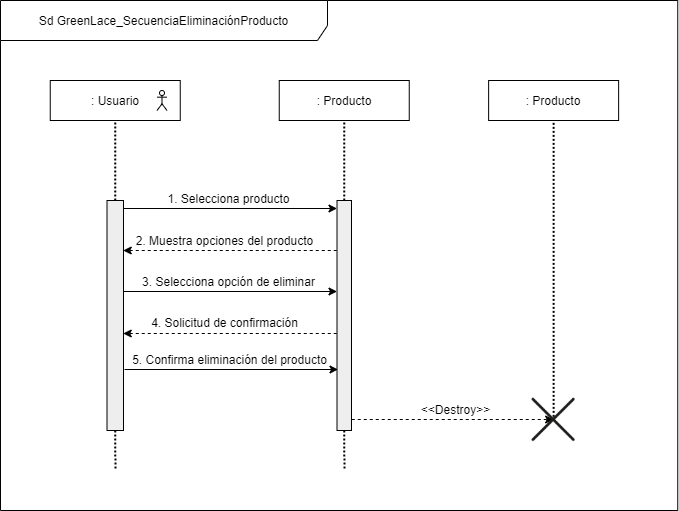 Sd GreenLace_SecuenciaEliminaciónProducto
: Usuario
: Producto
: Producto
1. Selecciona producto
2. Muestra opciones del producto
3. Selecciona opción de eliminar
4. Solicitud de confirmación
5. Confirma eliminación del producto
<<Destroy>>